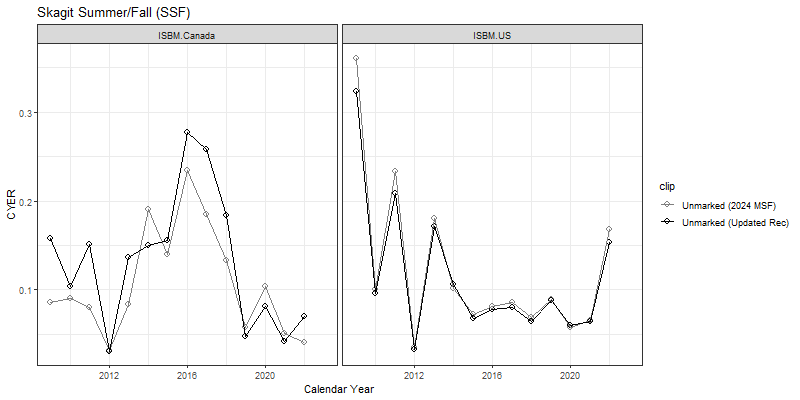 Skagit Summer/Fall (SSF)
ISBM.Canada
ISBM.US
CYER
0.3
0.2
0.1
2012
2016
2020
2012
2016
2020
Calendar Year
clip
Unmarked (2024 MSF)
Unmarked (Updated Rec)